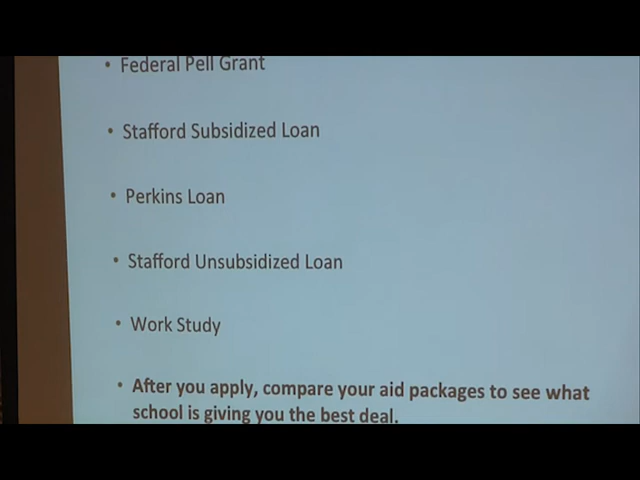 • Federal Pell Grant
• Stafford Subsidized Loan
• Perkins Loan
• Stafford Unsubsidized Loan
• Work Study
• After you apply, compare your aid packages to see what
school is giving you the best deal.